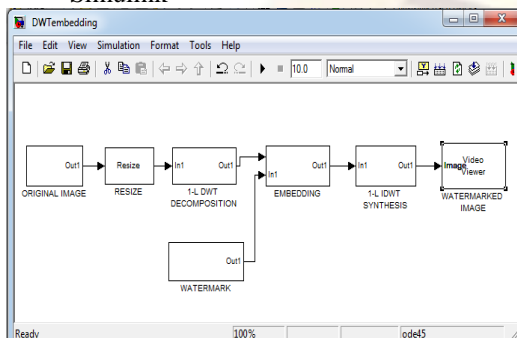 Simulink
DWTembedding
File Edit View Simulation Format Tools Help
10.0 Normal
Out1 Resize In1 Out1 In1 Out1 In1 Out1 Image Video Viewer
ORIGINAL IMAGE RESIZE 1-L DWT DECOMPOSITION EMBEDDING 1-L IDWT SYNTHESIS WATERMARKED IMAGE
Out1
WATERMARK
Ready 100% ode45